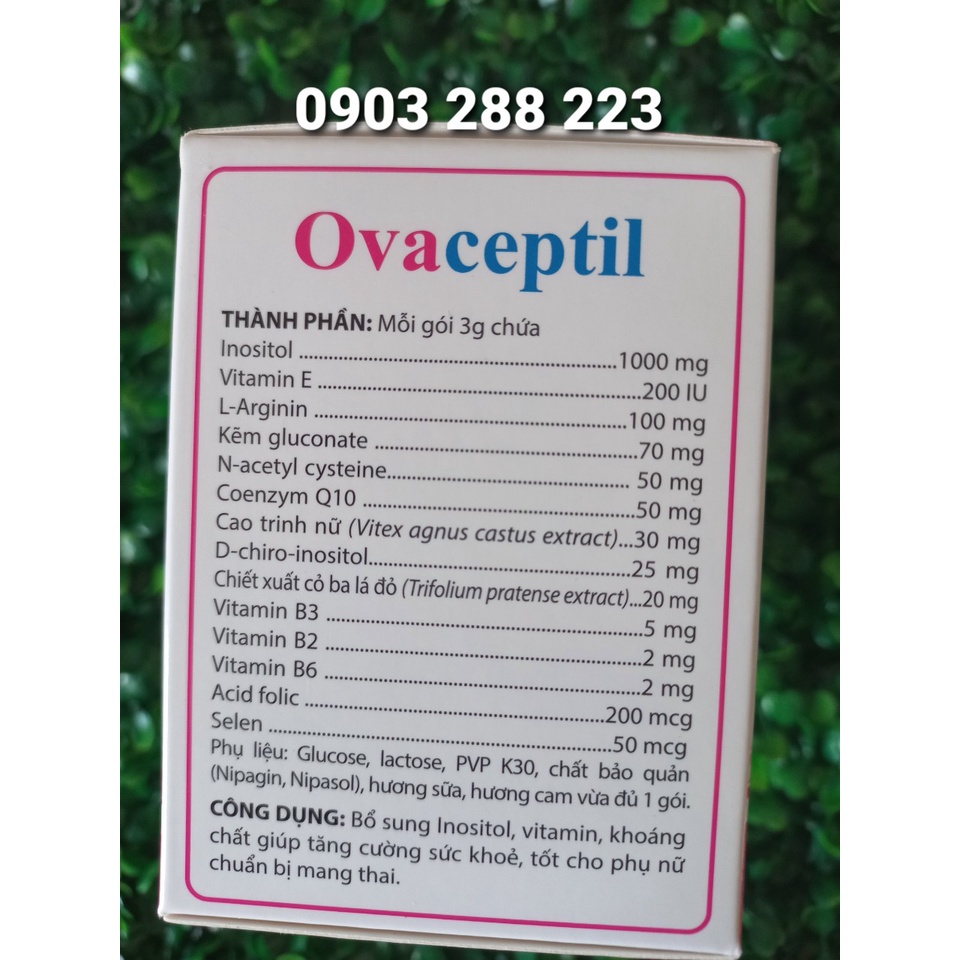 0903 288 223
Ovaceptil
THÀNH PHẦN: Mỗi gói 3g chứa
Inositol ........................................................1000 mg
Vitamin E ........................................................200 IU
L-Arginin ........................................................100 mg
Kẽm gluconate ..............................................70 mg
N-acetyl cysteine........................................... 50 mg
Coenzym Q10 ................................................50 mg
Cao trinh nữ (Vitex agnus castus extract)...30 mg
D-chiro-inositol..............................................25 mg
Chiết xuất cỏ ba lá đỏ (Trifolium pratense extract)...20 mg
Vitamin B3 ........................................................5 mg
Vitamin B2 ........................................................2 mg
Vitamin B6 ........................................................2 mg
Acid folic .....................................................200 mcg
Selen .............................................................50 mcg
Phụ liệu: Glucose, lactose, PVP K30, chất bảo quản
(Nipagin, Nipasol), hương sữa, hương cam vừa đủ 1 gói.
CÔNG DỤNG: Bổ sung Inositol, vitamin, khoáng
chất giúp tăng cường sức khoẻ, tốt cho phụ nữ
chuẩn bị mang thai.